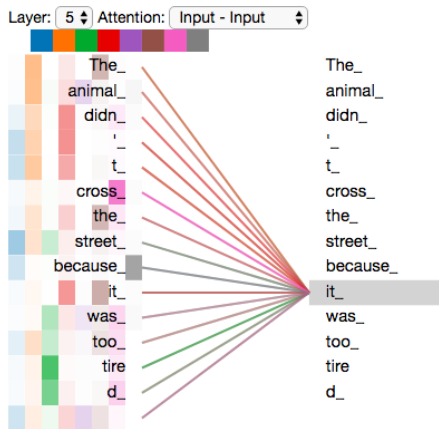 Layer: 5 Attention: Input - Input
The_ The_
animal_ animal_
didn_ didn_
'_ '_
t_ t_
cross_ cross_
the_ the_
street_ street_
because_ because_
it_ it_
was_ was_
too_ too_
tire tire
d_ d_